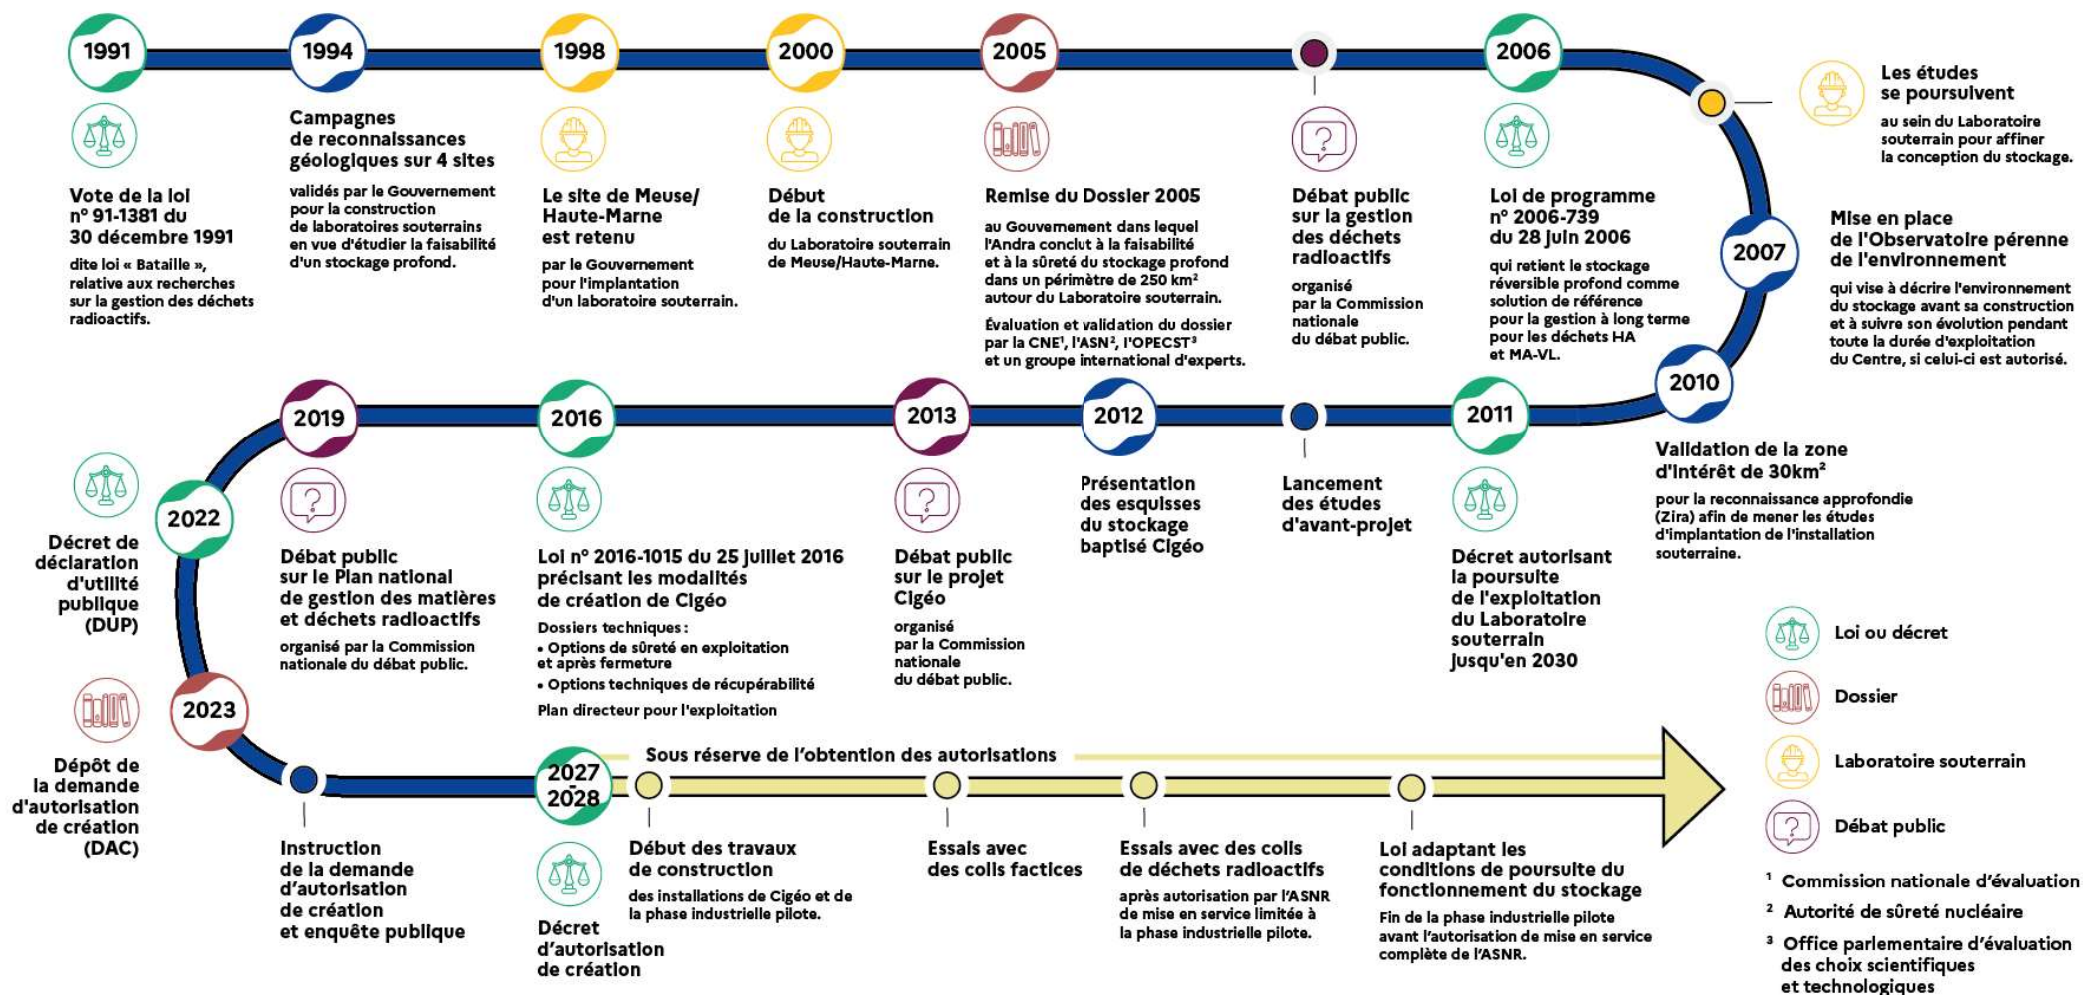 1991
Vote de la loi
n° 91-1381 du
30 décembre 1991
dite loi « Bataille »,
relative aux recherches
sur la gestion des déchets
radioactifs.
1994
Campagnes
de reconnaissances
géologiques sur 4 sites
validés par le Gouvernement
pour la construction
de laboratoires souterrains
en vue d'étudier la faisabilité
d'un stockage profond.
1998
Le site de Meuse/
Haute-Marne
est retenu
par le Gouvernement
pour l'implantation
d'un laboratoire souterrain.
2000
Début
de la construction
du Laboratoire souterrain
de Meuse/Haute-Marne.
2005
Remise du Dossier 2005
au Gouvernement dans lequel
l'Andra conclut à la faisabilité
et à la sûreté du stockage profond
dans un périmètre de 250 km²
autour du Laboratoire souterrain.
Évaluation et validation du dossier
par la CNE¹, l'ASN², l'OPECST³
et un groupe international d'experts.
?
Débat public
sur la gestion
des déchets
radioactifs
organisé
par la Commission
nationale
du débat public.
2006
Loi de programme
n° 2006-739
du 28 juin 2006
qui retient le stockage
réversible profond comme
solution de référence
pour la gestion à long terme
pour les déchets HA
et MA-VL.
Les études
se poursuivent
au sein du Laboratoire
souterrain pour affiner
la conception du stockage.
2007
Mise en place
de l'Observatoire pérenne
de l'environnement
qui vise à décrire l'environnement
du stockage avant sa construction
et à suivre son évolution pendant
toute la durée d'exploitation
du Centre, si celui-ci est autorisé.
2010
Validation de la zone
d'intérêt de 30km²
pour la reconnaissance approfondie
(Zira) afin de mener les études
d'implantation de l'installation
souterraine.
2011
Décret autorisant
la poursuite
de l'exploitation
du Laboratoire
souterrain
jusqu'en 2030
Lancement
des études
d'avant-projet
2012
Présentation
des esquisses
du stockage
baptisé Cigéo
2013
?
Débat public
sur le projet
Cigéo
organisé
par la Commission
nationale
du débat public.
2016
Loi n° 2016-1015 du 25 juillet 2016
précisant les modalités
de création de Cigéo
Dossiers techniques :
• Options de sûreté en exploitation
et après fermeture
• Options techniques de récupérabilité
Plan directeur pour l'exploitation
2019
?
Débat public
sur le Plan national
de gestion des matières
et déchets radioactifs
organisé par la Commission
nationale du débat public.
2022
Décret de
déclaration
d'utilité
publique
(DUP)
2023
Dépôt de
la demande
d'autorisation
de création
(DAC)
Instruction
de la demande
d'autorisation
de création
et enquête publique
2027
-
2028
Décret
d'autorisation
de création
Sous réserve de l'obtention des autorisations
Début des travaux
de construction
des installations de Cigéo et de
la phase industrielle pilote.
Essais avec
des colis factices
Essais avec des colis
de déchets radioactifs
après autorisation par l'ASNR
de mise en service limitée à
la phase industrielle pilote.
Loi adaptant les
conditions de poursuite du
fonctionnement du stockage
Fin de la phase industrielle pilote
avant l'autorisation de mise en service
complète de l'ASNR.
Loi ou décret
Dossier
Laboratoire souterrain
?
Débat public
¹ Commission nationale d'évaluation
² Autorité de sûreté nucléaire
³ Office parlementaire d'évaluation
des choix scientifiques
et technologiques